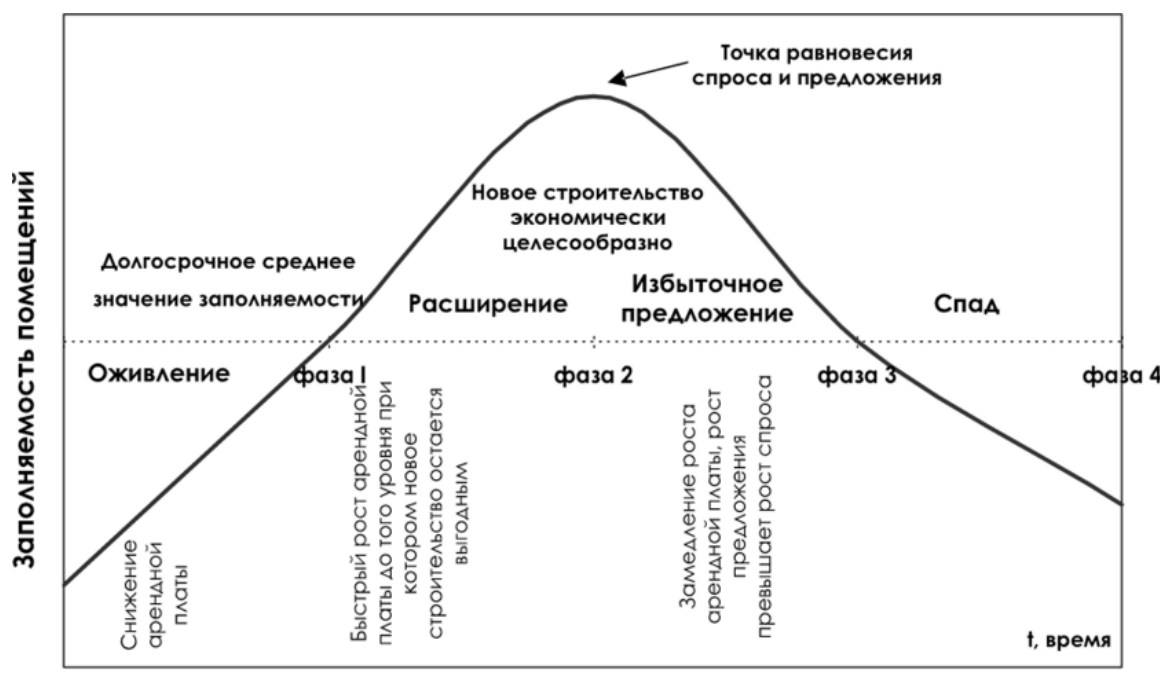 Точка равновесия
спроса и предложения
Новое строительство
экономически
целесообразно
Долгосрочное среднее
значение заполняемости
Расширение
Избыточное
предложение
Спад
Оживление
фаза 1
фаза 2
фаза 3
фаза 4
Снижение
арендной
платы
Быстрый рост арендной
платы до того уровня при
котором новое
строительство остается
выгодным
Замедление роста
арендной платы, рост
предложения
превышает рост спроса
t, время
Заполняемость помещений